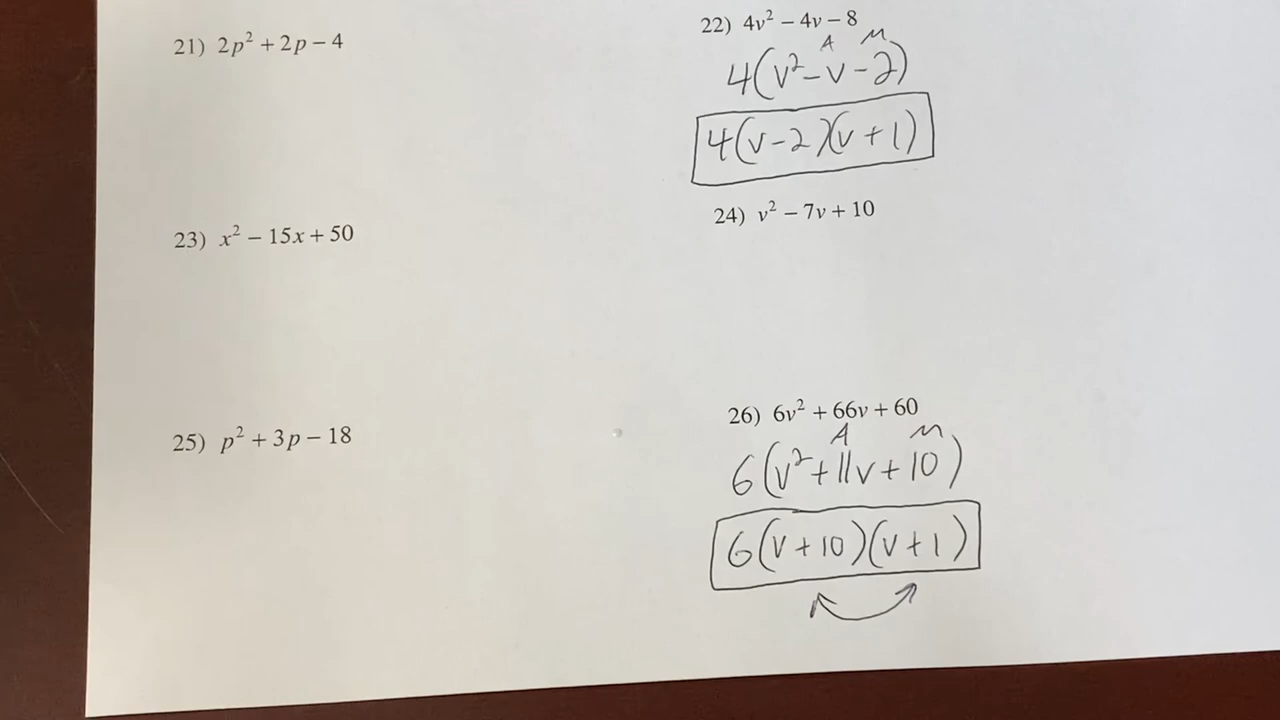 21) 2p² + 2p − 4
22) 4v² − 4v − 8
A M
4(v² − v − 2)
4(v − 2)(v + 1)
23) x² − 15x + 50
24) v² − 7v + 10
25) p² + 3p − 18
26) 6v² + 66v + 60
A M
6(v² + 11v + 10)
6(v + 10)(v + 1)